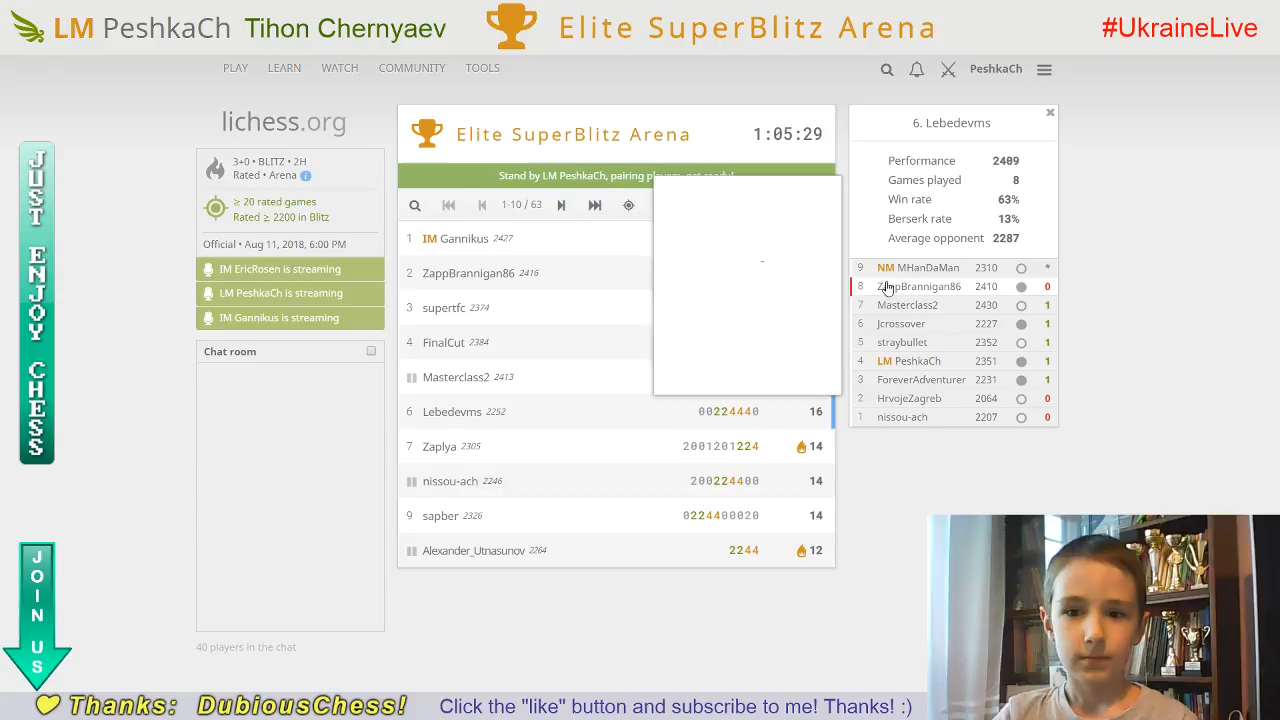 LM PeshkaCh Tihon Chernyaev
Elite SuperBlitz Arena
#UkraineLive
PLAY LEARN WATCH COMMUNITY TOOLS
PeshkaCh
JUST ENJOY CHESS
JOIN US
lichess.org
3+0 • BLITZ • 2H
Rated • Arena
≥ 20 rated games
Rated ≥ 2200 in Blitz
Official • Aug 11, 2018, 6:00 PM
IM EricRosen is streaming
LM PeshkaCh is streaming
IM Gannikus is streaming
Chat room
40 players in the chat
Elite SuperBlitz Arena 1:05:29
Stand by LM PeshkaCh, pairing
1-10 / 63
1 IM Gannikus 2427
2 ZappBrannigan86 2416
3 supertfc 2374
4 FinalCut 2384
Masterclass2 2413
6 Lebedevms 2252 00224440 16
7 Zaplya 2305 2001201224 14
nissou-ach 2246 200224400 14
9 sapber 2326 0224400020 14
Alexander_Utnasunov 2264 2244 12
6. Lebedevms
Performance 2409
Games played 8
Win rate 63%
Berserk rate 13%
Average opponent 2287
9 NM MHanDaMan 2310 *
8 ZappBrannigan86 2410 0
7 Masterclass2 2430 1
6 Jcrossover 2227 1
5 straybullet 2352 1
4 LM PeshkaCh 2351 1
3 ForeverAdventurer 2231 1
2 HrvojeZagreb 2064 0
1 nissou-ach 2207 0
Thanks: DubiousChess!
Click the "like" button and subscribe to me! Thanks! :)